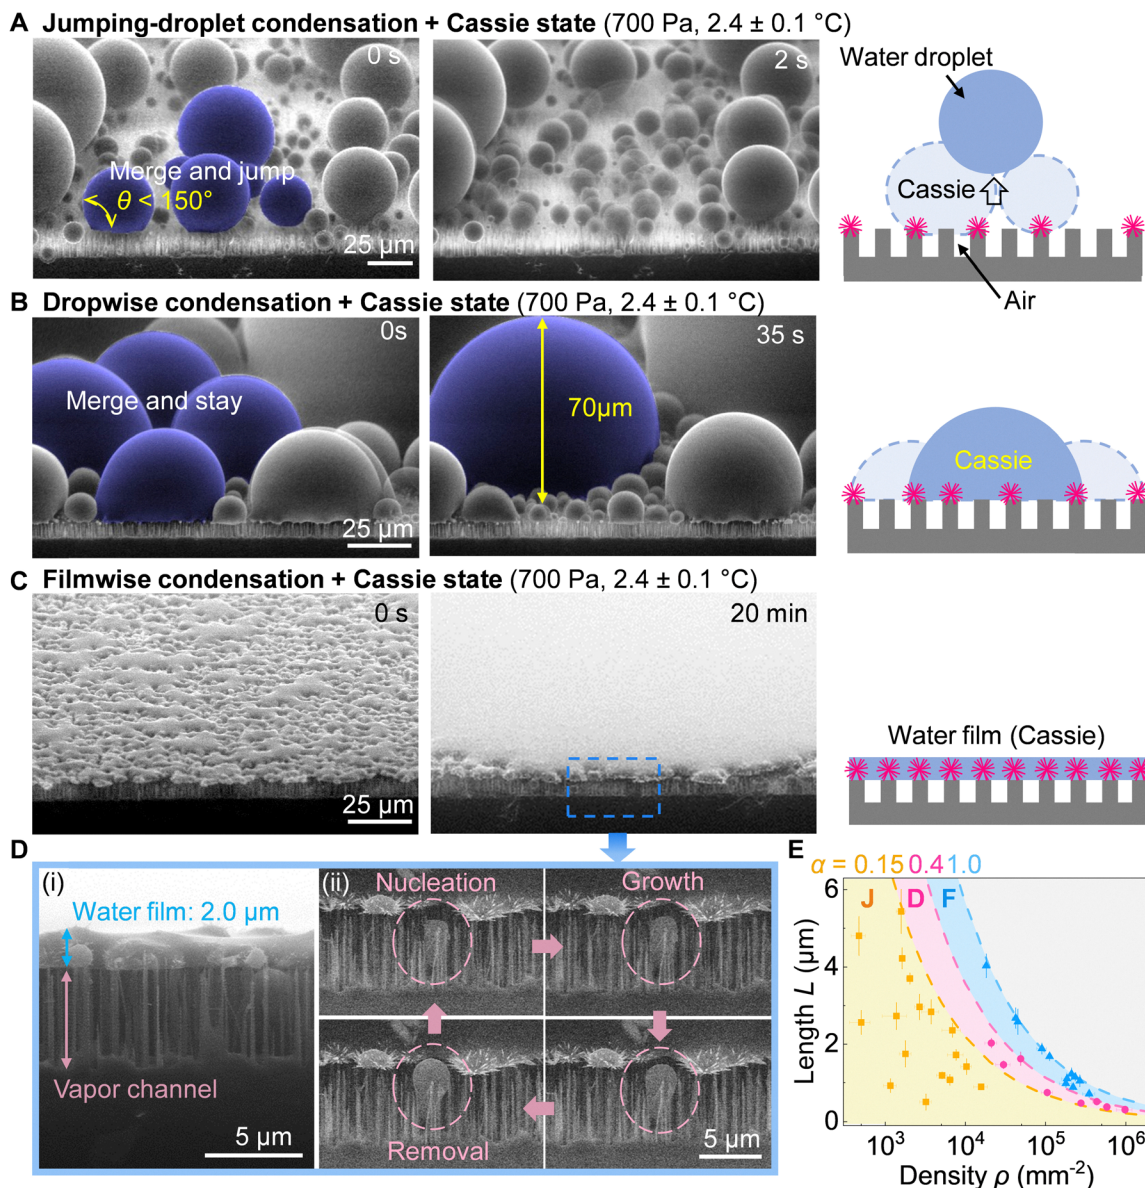 A Jumping-droplet condensation + Cassie state (700 Pa, 2.4 ± 0.1 °C)
0 s
Merge and jump
θ < 150°
25 µm
2 s
Water droplet
Cassie
Air
B Dropwise condensation + Cassie state (700 Pa, 2.4 ± 0.1 °C)
0s
Merge and stay
25 µm
35 s
70µm
Cassie
C Filmwise condensation + Cassie state (700 Pa, 2.4 ± 0.1 °C)
0 s
25 µm
20 min
Water film (Cassie)
D
(i)
Water film: 2.0 µm
Vapor channel
5 µm
(ii)
Nucleation
Growth
Removal
5 µm
E
α = 0.15 0.4 1.0
J D F
Length L (µm)
6
4
2
0
10³ 10⁴ 10⁵ 10⁶
Density ρ (mm⁻²)